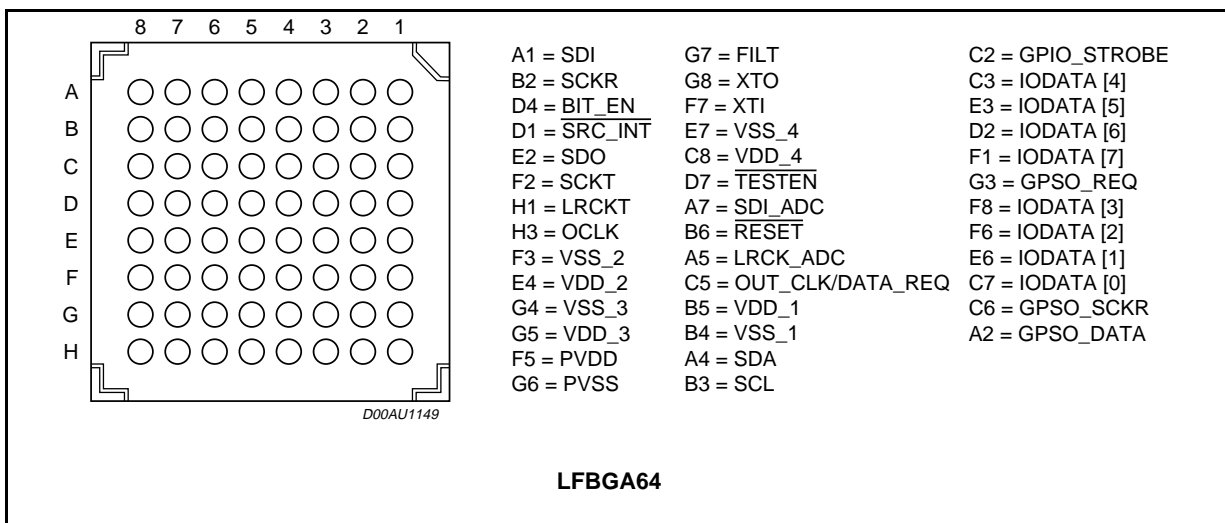 8 7 6 5 4 3 2 1
A
B
C
D
E
F
G
H
D00AU1149
A1 = SDI
B2 = SCKR
D4 = BIT_EN
D1 = SRC_INT
E2 = SDO
F2 = SCKT
H1 = LRCKT
H3 = OCLK
F3 = VSS_2
E4 = VDD_2
G4 = VSS_3
G5 = VDD_3
F5 = PVDD
G6 = PVSS
G7 = FILT
G8 = XTO
F7 = XTI
E7 = VSS_4
C8 = VDD_4
D7 = TESTEN
A7 = SDI_ADC
B6 = RESET
A5 = LRCK_ADC
C5 = OUT_CLK/DATA_REQ
B5 = VDD_1
B4 = VSS_1
A4 = SDA
B3 = SCL
C2 = GPIO_STROBE
C3 = IODATA [4]
E3 = IODATA [5]
D2 = IODATA [6]
F1 = IODATA [7]
G3 = GPSO_REQ
F8 = IODATA [3]
F6 = IODATA [2]
E6 = IODATA [1]
C7 = IODATA [0]
C6 = GPSO_SCKR
A2 = GPSO_DATA
LFBGA64